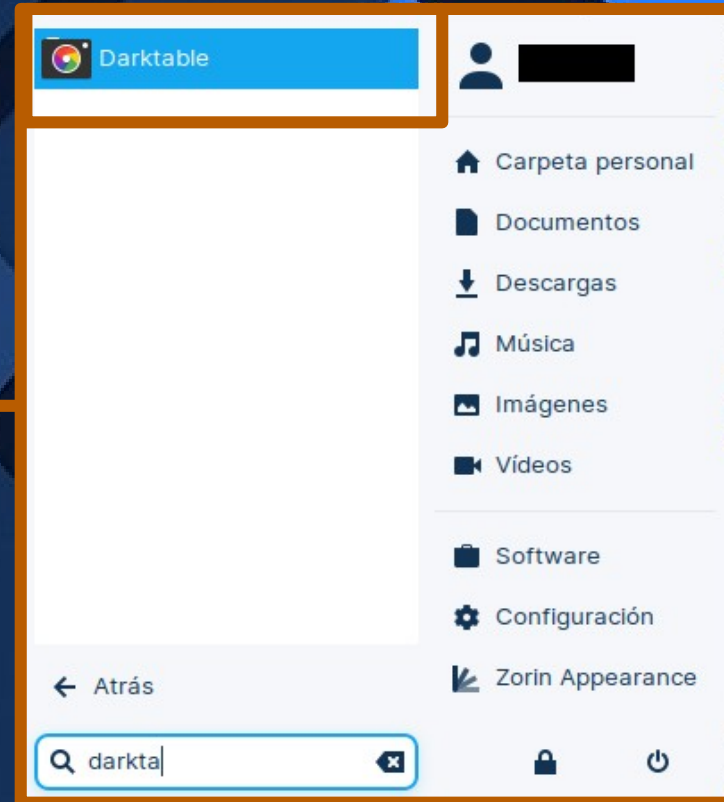 Darktable
Carpeta personal
Documentos
Descargas
Música
Imágenes
Vídeos
Software
Configuración
Zorin Appearance
Atrás
darkta